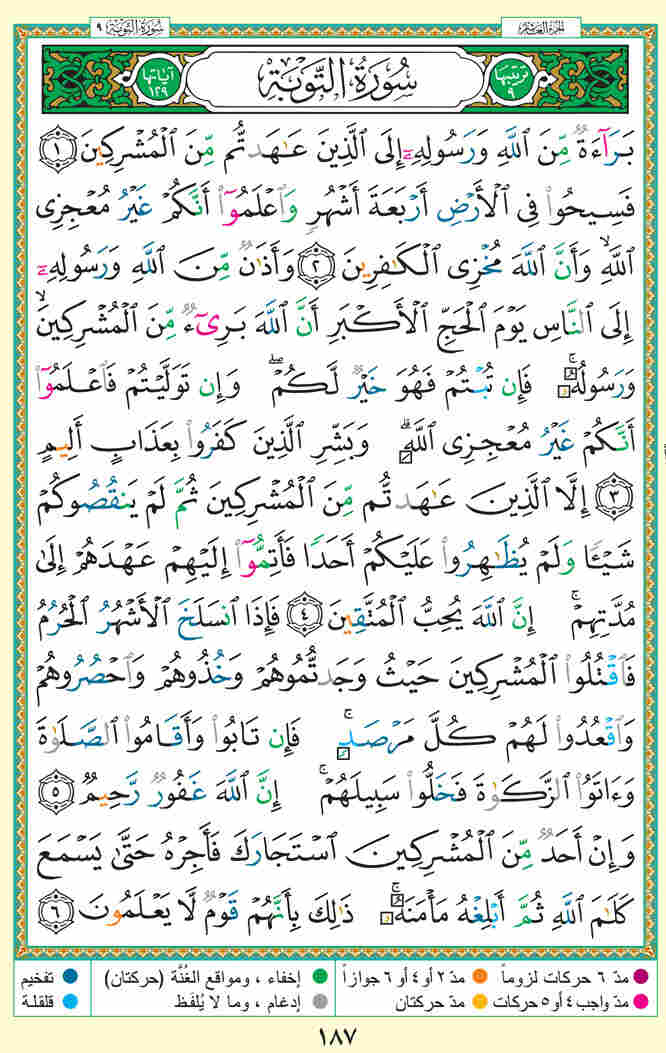 سُورَةُ التَّوْبَةِ ٩
الجزء العاشر
آيَاتُهَا ١٢٩
سُورَةُ التَّوْبَةِ
تَرْتِيبُهَا ٩
بَرَآءَةٌ مِّنَ ٱللَّهِ وَرَسُولِهِۦٓ إِلَى ٱلَّذِينَ عَـٰهَدتُّم مِّنَ ٱلْمُشْرِكِينَ ١
فَسِيحُوا۟ فِى ٱلْأَرْضِ أَرْبَعَةَ أَشْهُرٍ وَٱعْلَمُوٓا۟ أَنَّكُمْ غَيْرُ مُعْجِزِى
ٱللَّهِ ۙ وَأَنَّ ٱللَّهَ مُخْزِى ٱلْكَـٰفِرِينَ ٢ وَأَذَٰنٌ مِّنَ ٱللَّهِ وَرَسُولِهِۦٓ
إِلَى ٱلنَّاسِ يَوْمَ ٱلْحَجِّ ٱلْأَكْبَرِ أَنَّ ٱللَّهَ بَرِىٓءٌ مِّنَ ٱلْمُشْرِكِينَ ۙ
وَرَسُولُهُۥ ۚ فَإِن تُبْتُمْ فَهُوَ خَيْرٌ لَّكُمْ ۖ وَإِن تَوَلَّيْتُمْ فَٱعْلَمُوٓا۟
أَنَّكُمْ غَيْرُ مُعْجِزِى ٱللَّهِ ۗ وَبَشِّرِ ٱلَّذِينَ كَفَرُوا۟ بِعَذَابٍ أَلِيمٍ
٣ إِلَّا ٱلَّذِينَ عَـٰهَدتُّم مِّنَ ٱلْمُشْرِكِينَ ثُمَّ لَمْ يَنقُصُوكُمْ
شَيْـًٔا وَلَمْ يُظَـٰهِرُوا۟ عَلَيْكُمْ أَحَدًا فَأَتِمُّوٓا۟ إِلَيْهِمْ عَهْدَهُمْ إِلَىٰ
مُدَّتِهِمْ ۚ إِنَّ ٱللَّهَ يُحِبُّ ٱلْمُتَّقِينَ ٤ فَإِذَا ٱنسَلَخَ ٱلْأَشْهُرُ ٱلْحُرُمُ
فَٱقْتُلُوا۟ ٱلْمُشْرِكِينَ حَيْثُ وَجَدتُّمُوهُمْ وَخُذُوهُمْ وَٱحْصُرُوهُمْ
وَٱقْعُدُوا۟ لَهُمْ كُلَّ مَرْصَدٍ ۚ فَإِن تَابُوا۟ وَأَقَامُوا۟ ٱلصَّلَوٰةَ
وَءَاتَوُا۟ ٱلزَّكَوٰةَ فَخَلُّوا۟ سَبِيلَهُمْ ۚ إِنَّ ٱللَّهَ غَفُورٌ رَّحِيمٌ ٥
وَإِنْ أَحَدٌ مِّنَ ٱلْمُشْرِكِينَ ٱسْتَجَارَكَ فَأَجِرْهُ حَتَّىٰ يَسْمَعَ
كَلَـٰمَ ٱللَّهِ ثُمَّ أَبْلِغْهُ مَأْمَنَهُۥ ۚ ذَٰلِكَ بِأَنَّهُمْ قَوْمٌ لَّا يَعْلَمُونَ ٦
مدّ ٦ حركات لزوماً مدّ ٢ أو ٤ أو ٦ جوازاً
مدّ واجب ٤ أو ٥ حركات مدّ حركتان
إخفاء ، ومواقع الغُنَّة (حركتان) تفخيم
إدغام ، وما لا يُلفَظ قلقلة
١٨٧